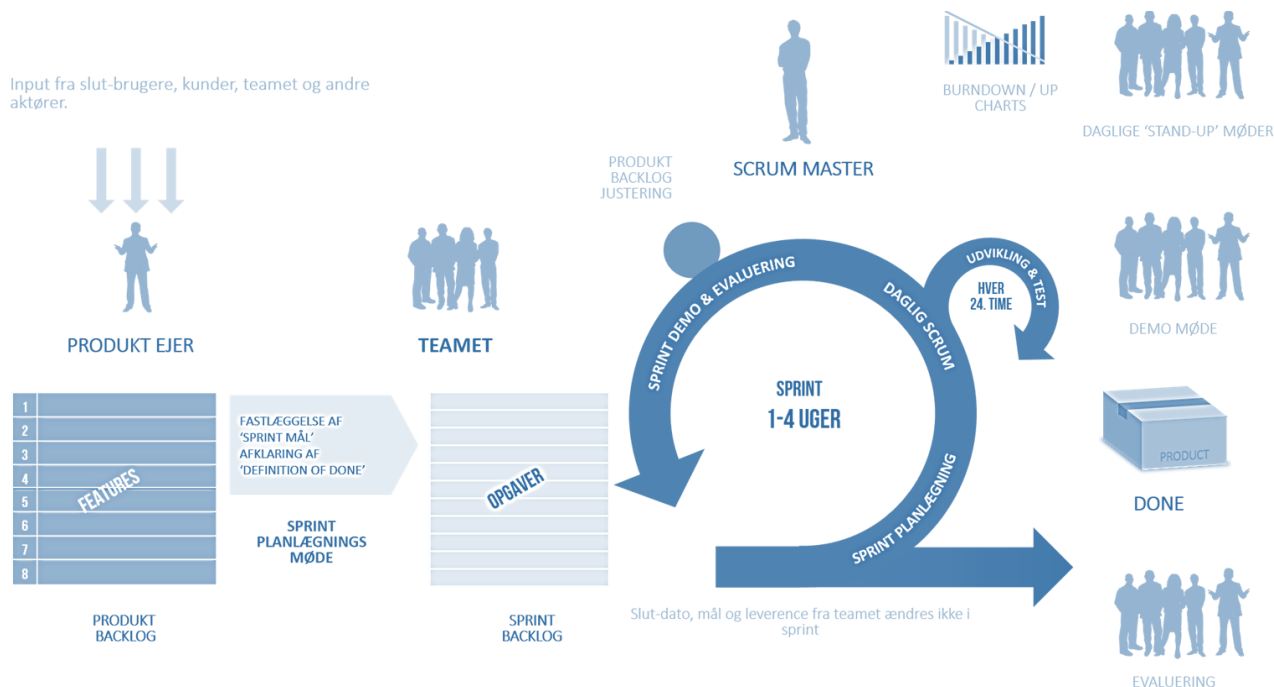 Input fra slut-brugere, kunder, teamet og andre
aktører.
PRODUKT EJER
TEAMET
1
2
3
4
5
6
7
8
FEATURES
PRODUKT
BACKLOG
FASTLÆGGELSE AF
‘SPRINT MÅL’
AFKLARING AF
‘DEFINITION OF DONE’
SPRINT
PLANLÆGNINGS
MØDE
OPGAVER
SPRINT
BACKLOG
PRODUKT
BACKLOG
JUSTERING
SCRUM MASTER
SPRINT DEMO & EVALUERING
DAGLIG SCRUM
UDVIKLING & TEST
HVER
24. TIME
SPRINT
1-4 UGER
SPRINT PLANLÆGNING
Slut-dato, mål og leverence fra teamet ændres ikke i
sprint
BURNDOWN / UP
CHARTS
DAGLIGE ‘STAND-UP’ MØDER
DEMO MØDE
PRODUCT
DONE
EVALUERING